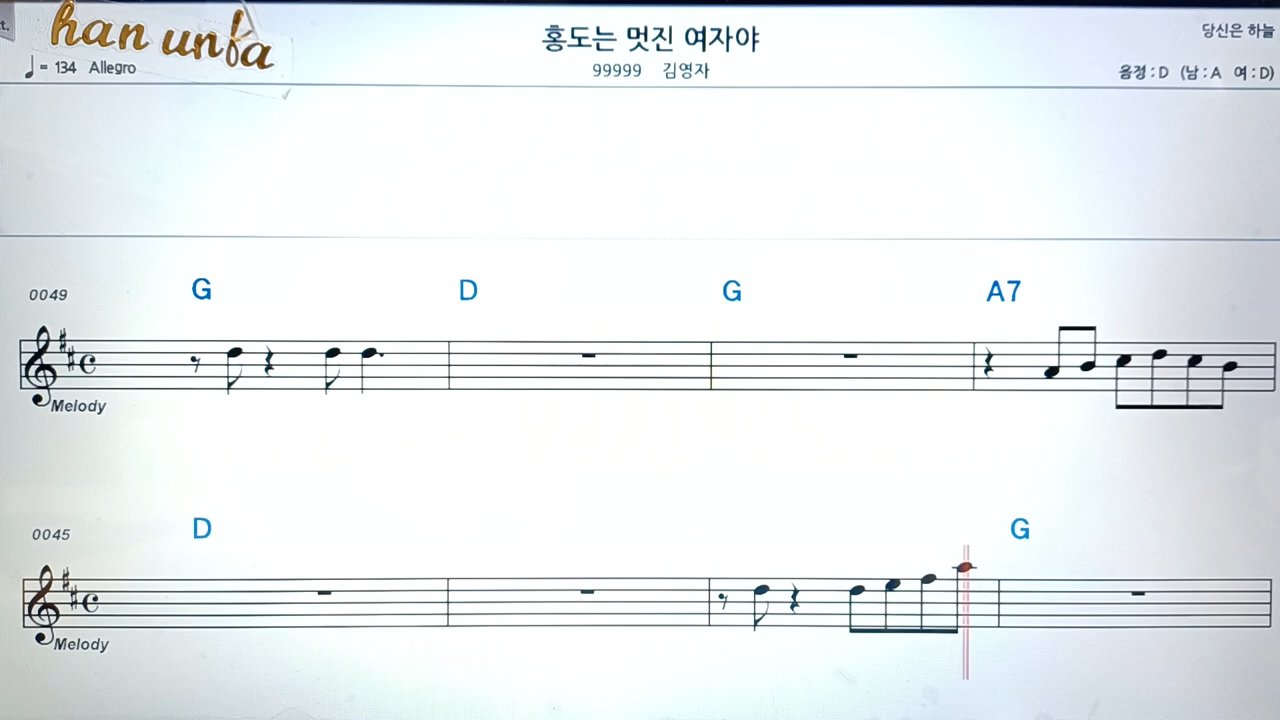 t.
han unfa
♩ = 134 Allegro
홍도는 멋진 여자야
99999 김영자
당신은 하늘
음정 : D (남 : A 여 : D)
0049
G D G A7
Melody
0045
D G
Melody